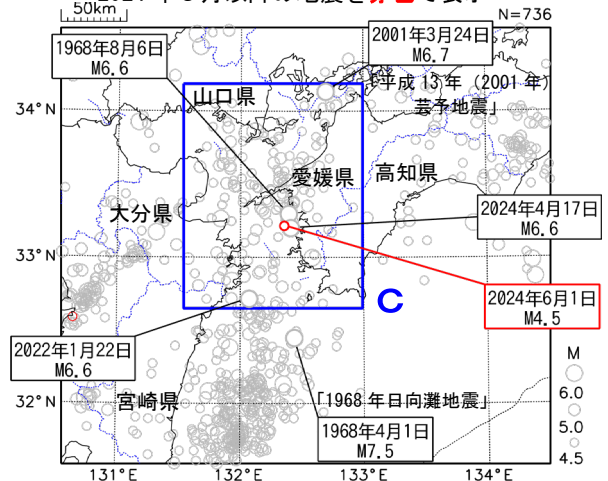 50km
N=736
1968年8月6日
M6.6
2001年3月24日
M6.7
「平成13年（2001年）
芸予地震」
34°N
山口県
愛媛県
高知県
大分県
2024年4月17日
M6.6
33°N
2024年6月1日
M4.5
C
2022年1月22日
M6.6
宮崎県
「1968年日向灘地震」
1968年4月1日
M7.5
32°N
M
6.0
5.0
4.5
131°E
132°E
133°E
134°E